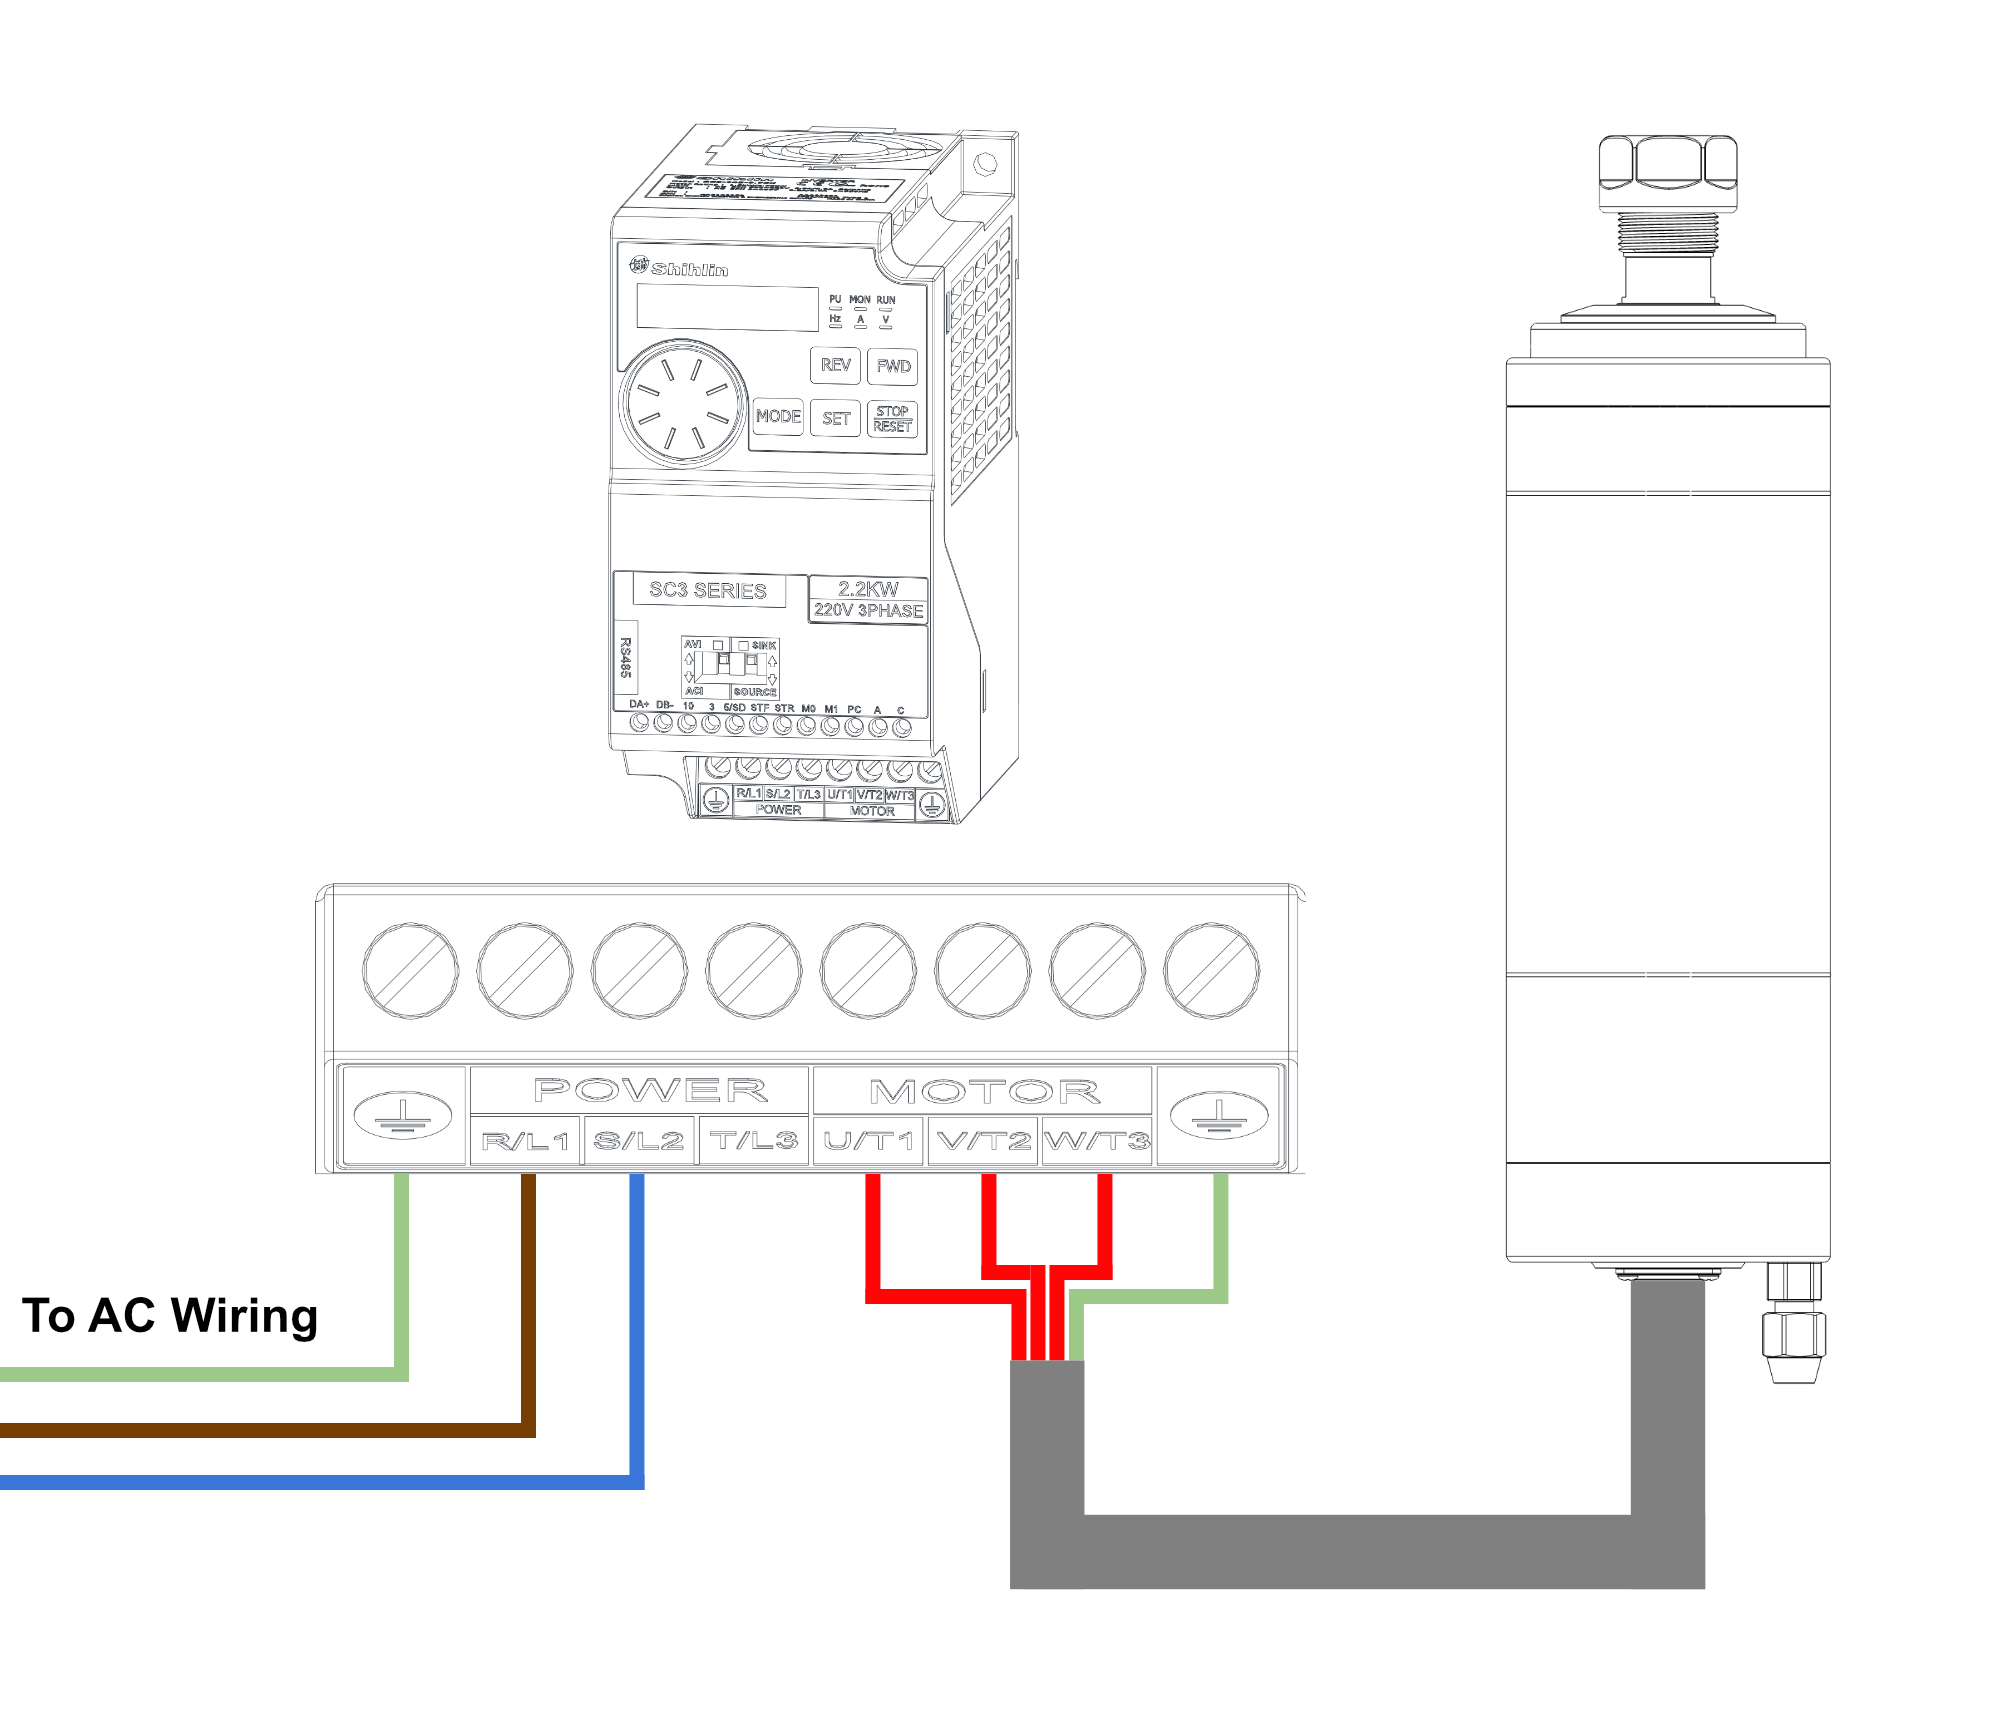 INVERTER
Shihlin
PU MON RUN
Hz A V
REV FWD
MODE SET STOP
RESET
SC3 SERIES 2.2KW
220V 3PHASE
RS485
AVI SINK
ACI SOURCE
DA+ DB- 10 3 5/SD STF STR M0 M1 PC A C
R/L1 S/L2 T/L3 U/T1 V/T2 W/T3
POWER MOTOR
POWER MOTOR
R/L1 S/L2 T/L3 U/T1 V/T2 W/T3
To AC Wiring